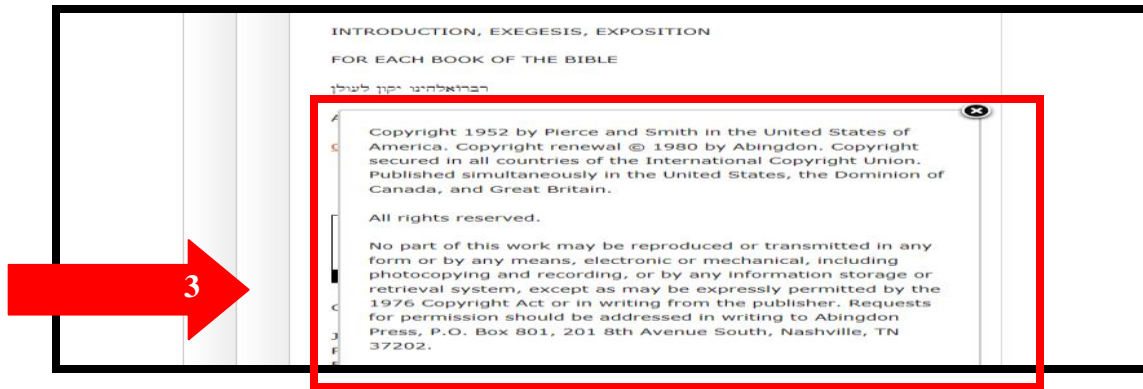 INTRODUCTION, EXEGESIS, EXPOSITION
FOR EACH BOOK OF THE BIBLE
יקון לעולן
Copyright 1952 by Pierce and Smith in the United States of
America. Copyright renewal © 1980 by Abingdon. Copyright
secured in all countries of the International Copyright Union.
Published simultaneously in the United States, the Dominion of
Canada, and Great Britain.
All rights reserved.
No part of this work may be reproduced or transmitted in any
form or by any means, electronic or mechanical, including
photocopying and recording, or by any information storage or
retrieval system, except as may be expressly permitted by the
3
1976 Copyright Act or in writing from the publisher. Requests
for permission should be addressed in writing to Abingdon
Press, P.O. Box 801, 201 8th Avenue South, Nashville, TN
37202.